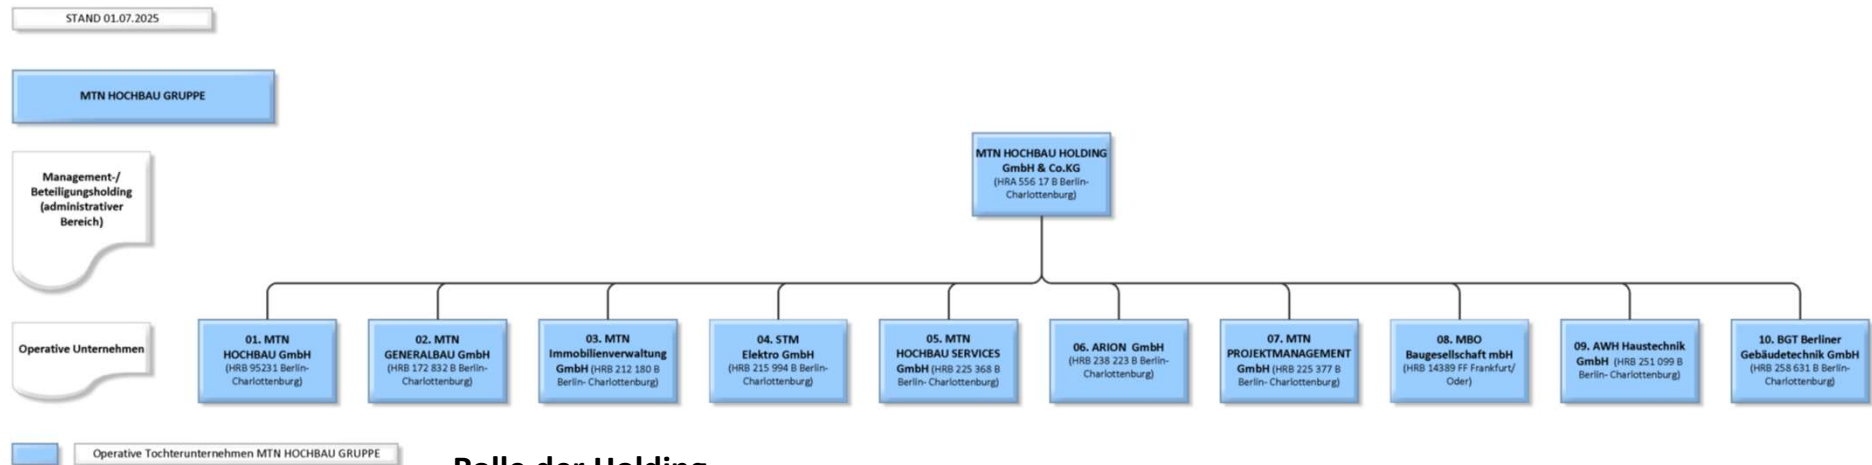 STAND 01.07.2025
MTN HOCHBAU GRUPPE
MTN HOCHBAU HOLDING
GmbH & Co.KG
(HRA 556 17 B Berlin-
Charlottenburg)
Management-/
Beteiligungsholding
(administrativer
Bereich)
Operative Unternehmen
01. MTN
HOCHBAU GmbH
(HRB 95231 Berlin-
Charlottenburg)
02. MTN
GENERALBAU GmbH
(HRB 172 832 B Berlin-
Charlottenburg)
03. MTN
Immobilienverwaltung
GmbH (HRB 212 180 B
Berlin- Charlottenburg)
04. STM
Elektro GmbH
(HRB 215 994 B Berlin-
Charlottenburg)
05. MTN
HOCHBAU SERVICES
GmbH (HRB 225 368 B
Berlin- Charlottenburg)
06. ARION GmbH
(HRB 238 223 B Berlin-
Charlottenburg)
07. MTN
PROJEKTMANAGEMENT
GmbH (HRB 225 377 B
Berlin- Charlottenburg)
08. MBO
Baugesellschaft mbH
(HRB 14389 FF Frankfurt/
Oder)
09. AWH Haustechnik
GmbH (HRB 251 099 B
Berlin- Charlottenburg)
10. BGT Berliner
Gebäudetechnik GmbH
(HRB 258 631 B Berlin-
Charlottenburg)
Operative Tochterunternehmen MTN HOCHBAU GRUPPE
Rolle der Holding